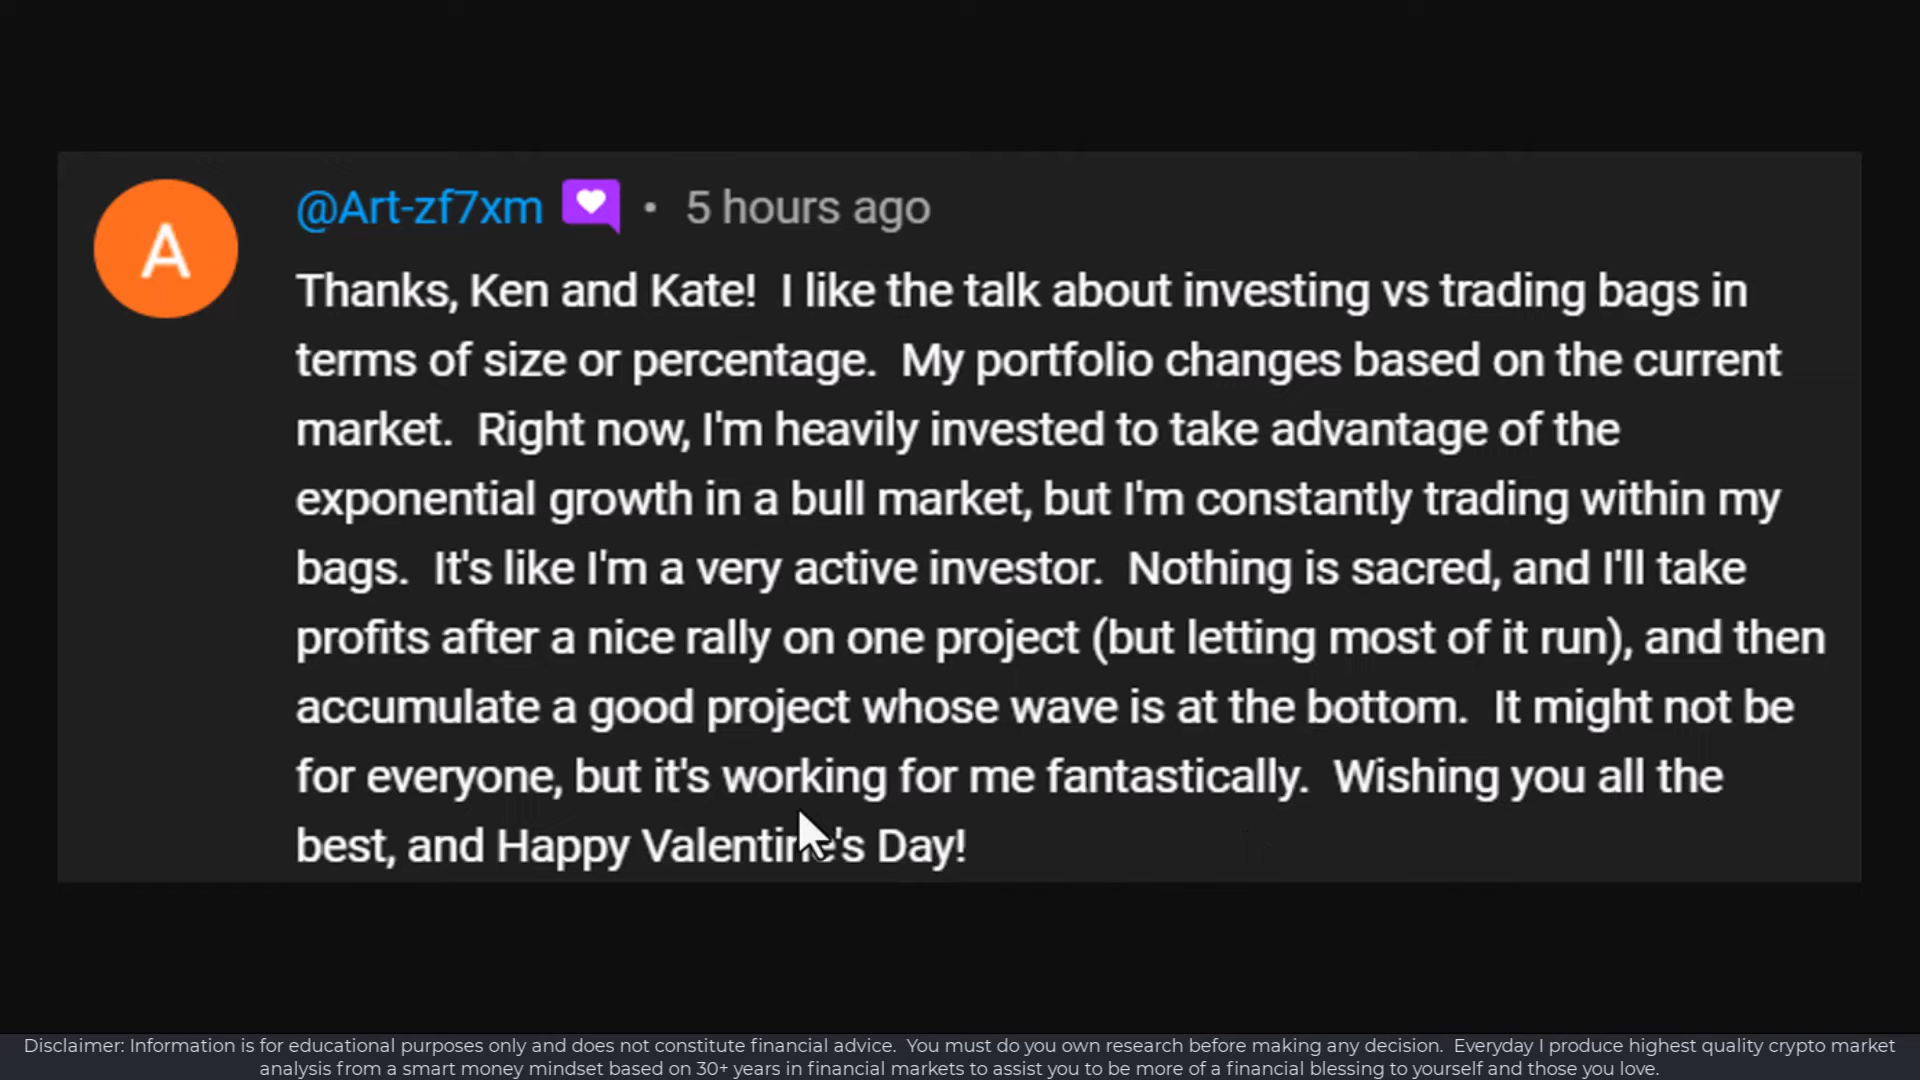 A
@Art-zf7xm • 5 hours ago
Thanks, Ken and Kate!  I like the talk about investing vs trading bags in
terms of size or percentage.  My portfolio changes based on the current
market.  Right now, I'm heavily invested to take advantage of the
exponential growth in a bull market, but I'm constantly trading within my
bags.  It's like I'm a very active investor.  Nothing is sacred, and I'll take
profits after a nice rally on one project (but letting most of it run), and then
accumulate a good project whose wave is at the bottom.  It might not be
for everyone, but it's working for me fantastically.  Wishing you all the
best, and Happy Valentine's Day!
Disclaimer: Information is for educational purposes only and does not constitute financial advice.  You must do you own research before making any decision.  Everyday I produce highest quality crypto market
analysis from a smart money mindset based on 30+ years in financial markets to assist you to be more of a financial blessing to yourself and those you love.